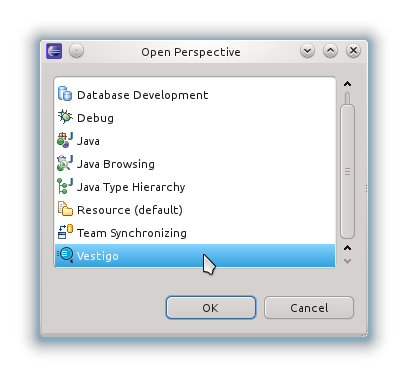 Open Perspective
Database Development
Debug
Java
Java Browsing
Java Type Hierarchy
Resource (default)
Team Synchronizing
Vestigo
OK
Cancel